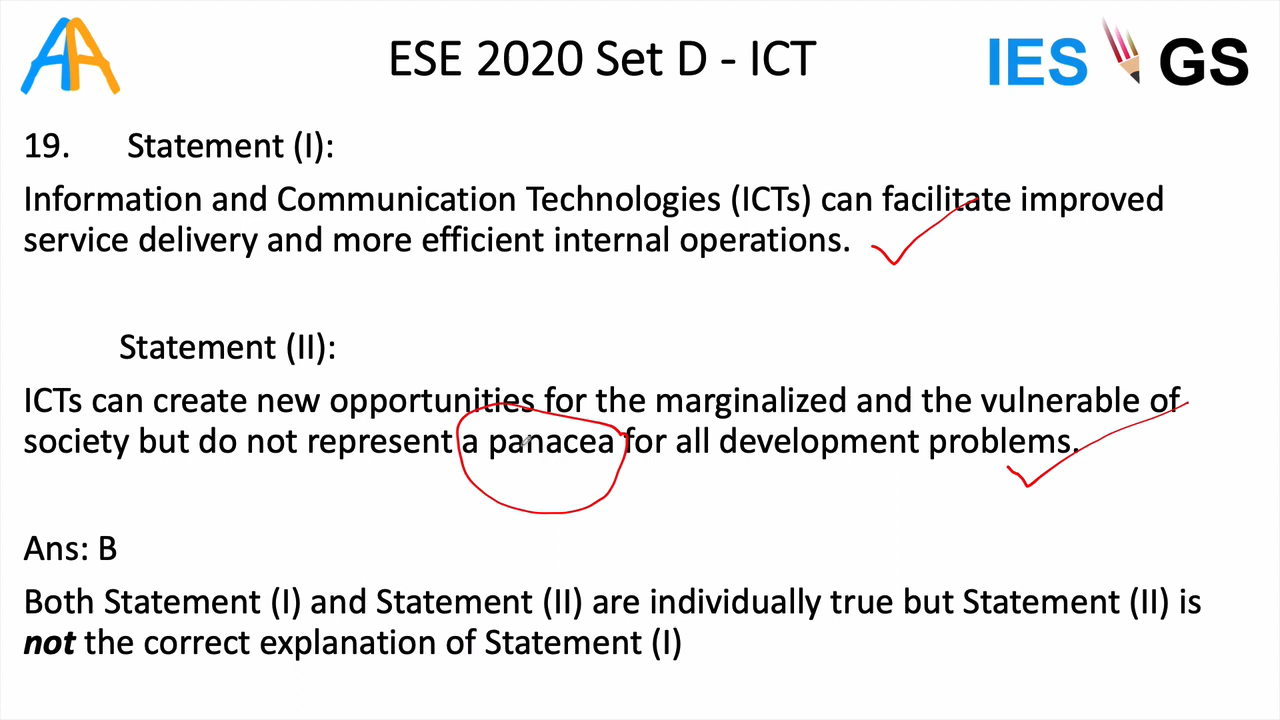 AA
ESE 2020 Set D - ICT
IES GS
19. Statement (I):
Information and Communication Technologies (ICTs) can facilitate improved
service delivery and more efficient internal operations.
Statement (II):
ICTs can create new opportunities for the marginalized and the vulnerable of
society but do not represent a panacea for all development problems.
Ans: B
Both Statement (I) and Statement (II) are individually true but Statement (II) is
not the correct explanation of Statement (I)